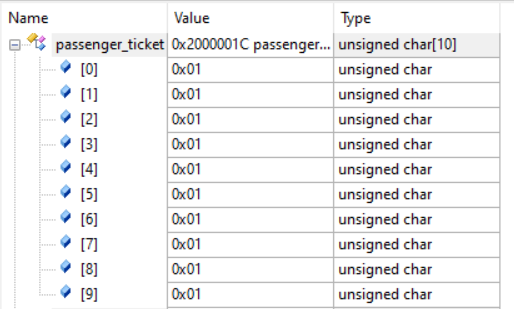 Name Value Type
passenger_ticket 0x2000001C passenger... unsigned char[10]
[0] 0x01 unsigned char
[1] 0x01 unsigned char
[2] 0x01 unsigned char
[3] 0x01 unsigned char
[4] 0x01 unsigned char
[5] 0x01 unsigned char
[6] 0x01 unsigned char
[7] 0x01 unsigned char
[8] 0x01 unsigned char
[9] 0x01 unsigned char